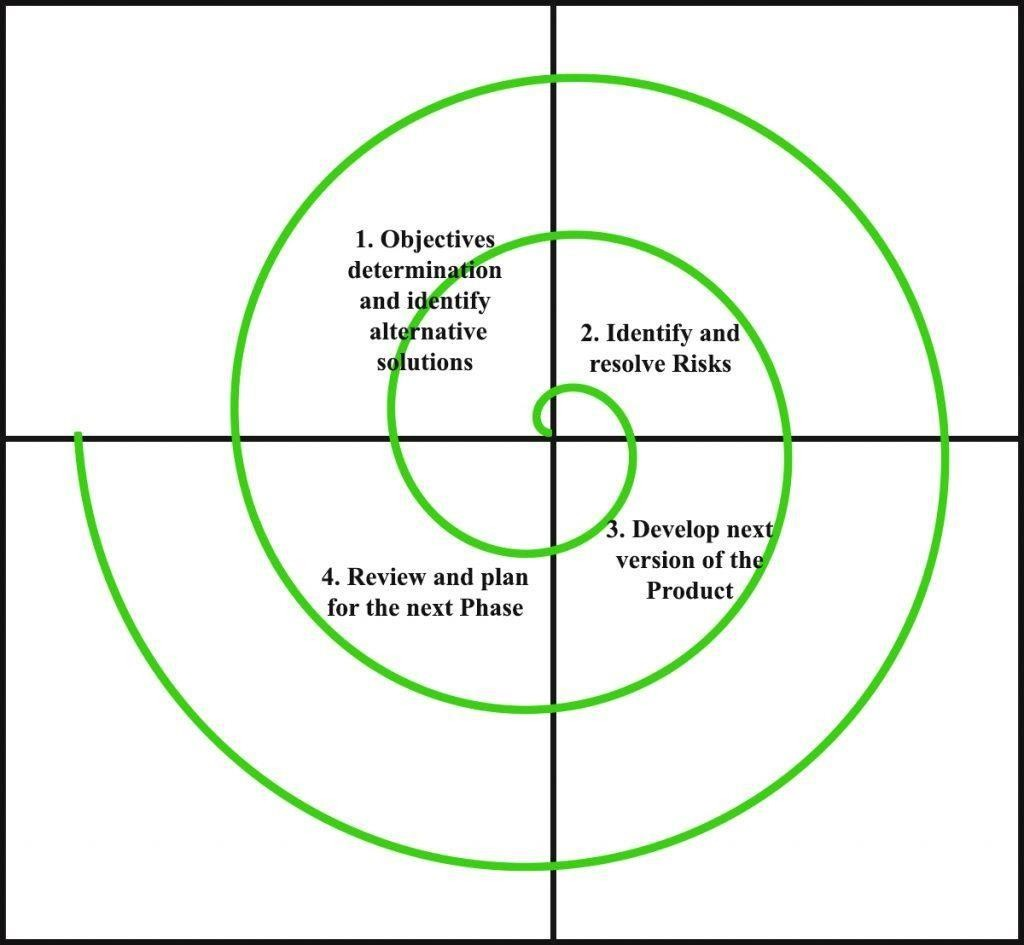 1. Objectives
determination
and identify
alternative
solutions
2. Identify and
resolve Risks
3. Develop next
version of the
Product
4. Review and plan
for the next Phase